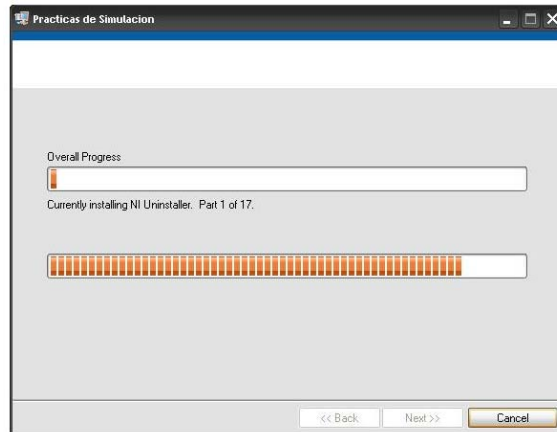 Practicas de Simulacion
Overall Progress
Currently installing NI Uninstaller. Part 1 of 17.
<< Back Next >> Cancel